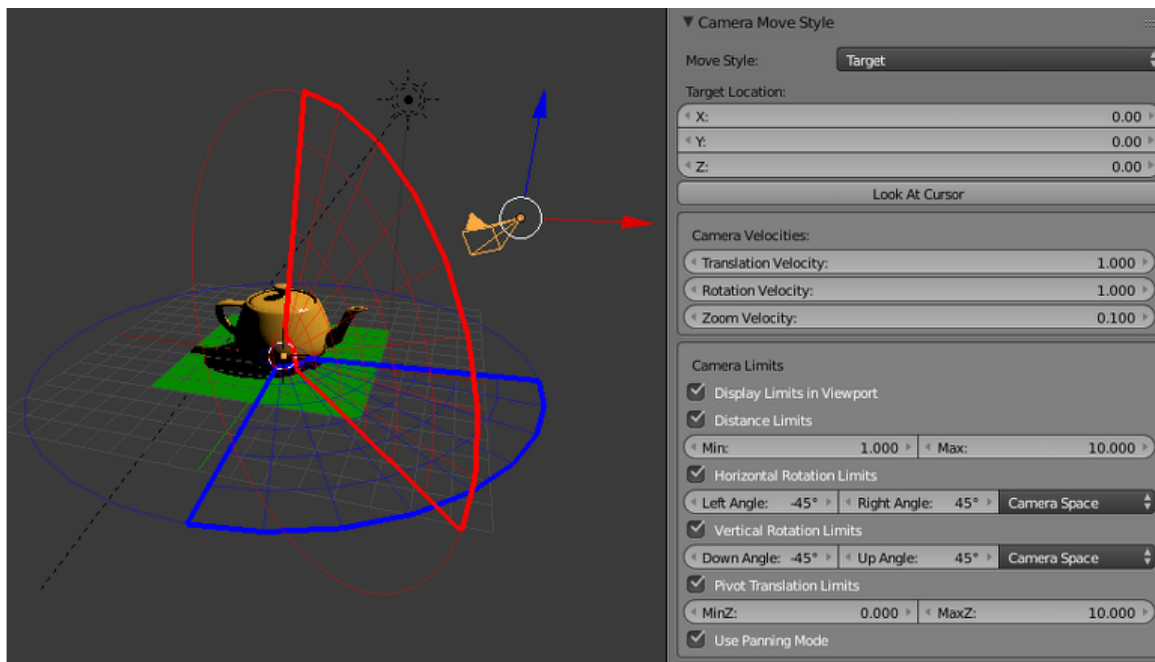 Camera Move Style
Move Style: Target
Target Location:
X: 0.00
Y: 0.00
Z: 0.00
Look At Cursor
Camera Velocities:
Translation Velocity: 1.000
Rotation Velocity: 1.000
Zoom Velocity: 0.100
Camera Limits
Display Limits in Viewport
Distance Limits
Min: 1.000 Max: 10.000
Horizontal Rotation Limits
Left Angle: -45° Right Angle: 45° Camera Space
Vertical Rotation Limits
Down Angle: -45° Up Angle: 45° Camera Space
Pivot Translation Limits
MinZ: 0.000 MaxZ: 10.000
Use Panning Mode